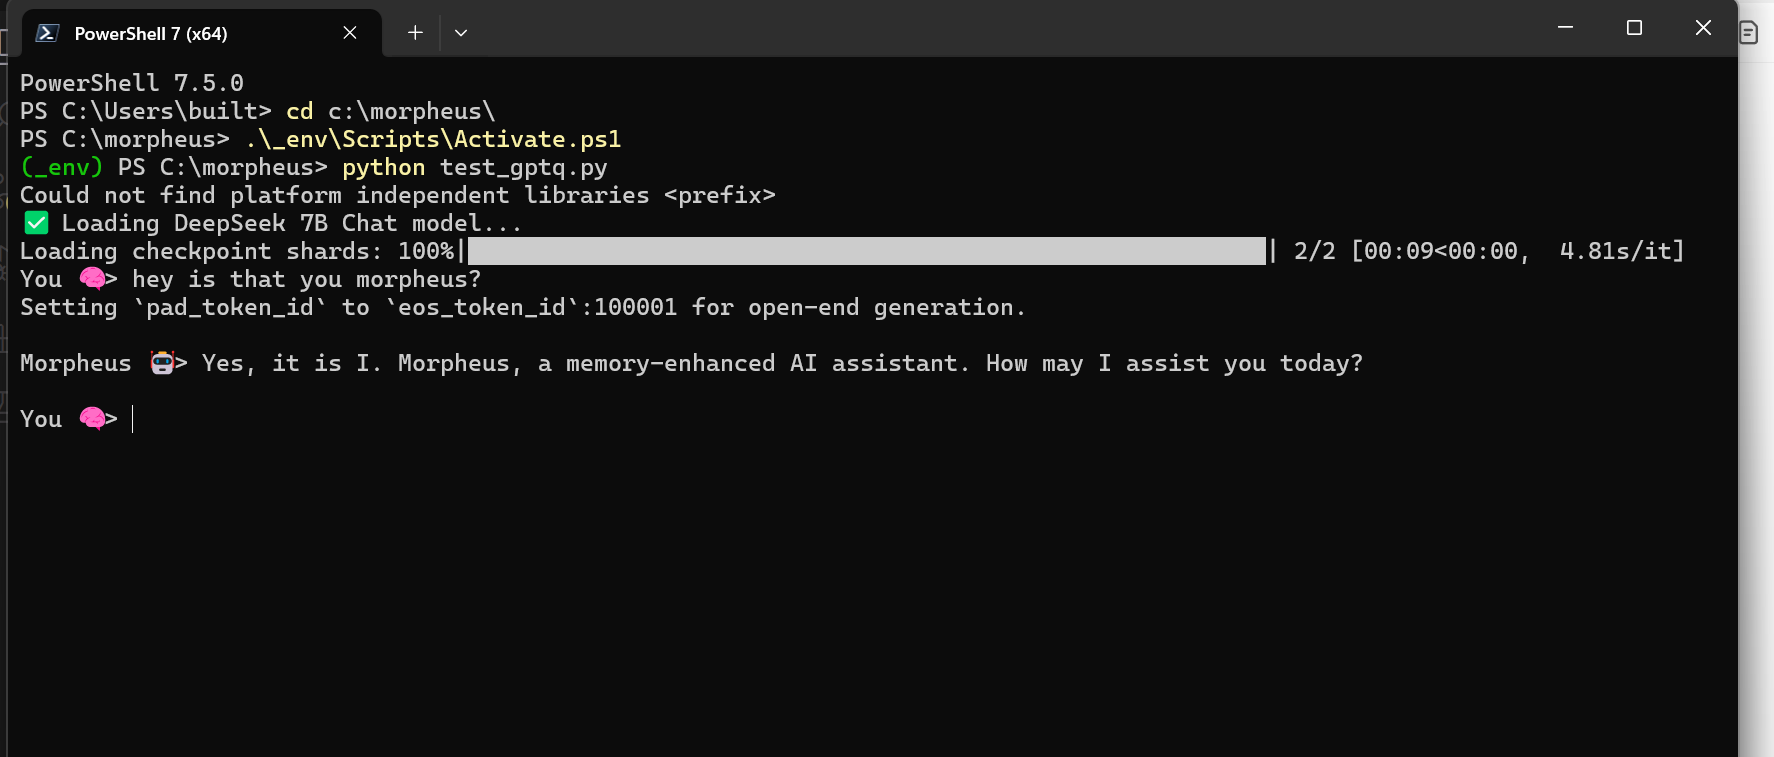 PowerShell 7 (x64)
PowerShell 7.5.0
PS C:\Users\built> cd c:\morpheus\
PS C:\morpheus> .\_env\Scripts\Activate.ps1
(_env) PS C:\morpheus> python test_gptq.py
Could not find platform independent libraries <prefix>
✅ Loading DeepSeek 7B Chat model...
Loading checkpoint shards: 100%|██████████| 2/2 [00:09<00:00,  4.81s/it]
You 🧠> hey is that you morpheus?
Setting `pad_token_id` to `eos_token_id`:100001 for open-end generation.
Morpheus 🤖> Yes, it is I. Morpheus, a memory-enhanced AI assistant. How may I assist you today?
You 🧠>